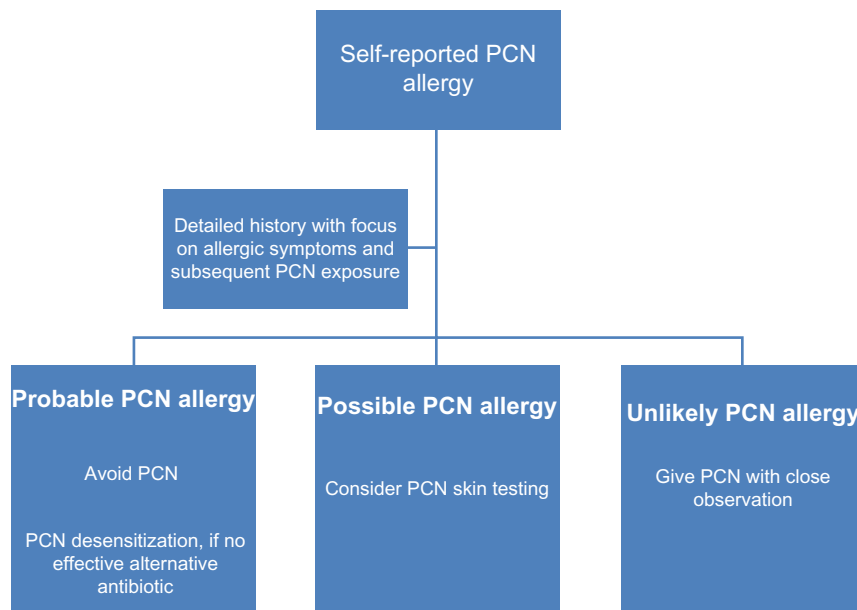 Self-reported PCN
allergy
Detailed history with focus
on allergic symptoms and
subsequent PCN exposure
Probable PCN allergy
Avoid PCN
PCN desensitization, if no
effective alternative
antibiotic
Possible PCN allergy
Consider PCN skin testing
Unlikely PCN allergy
Give PCN with close
observation